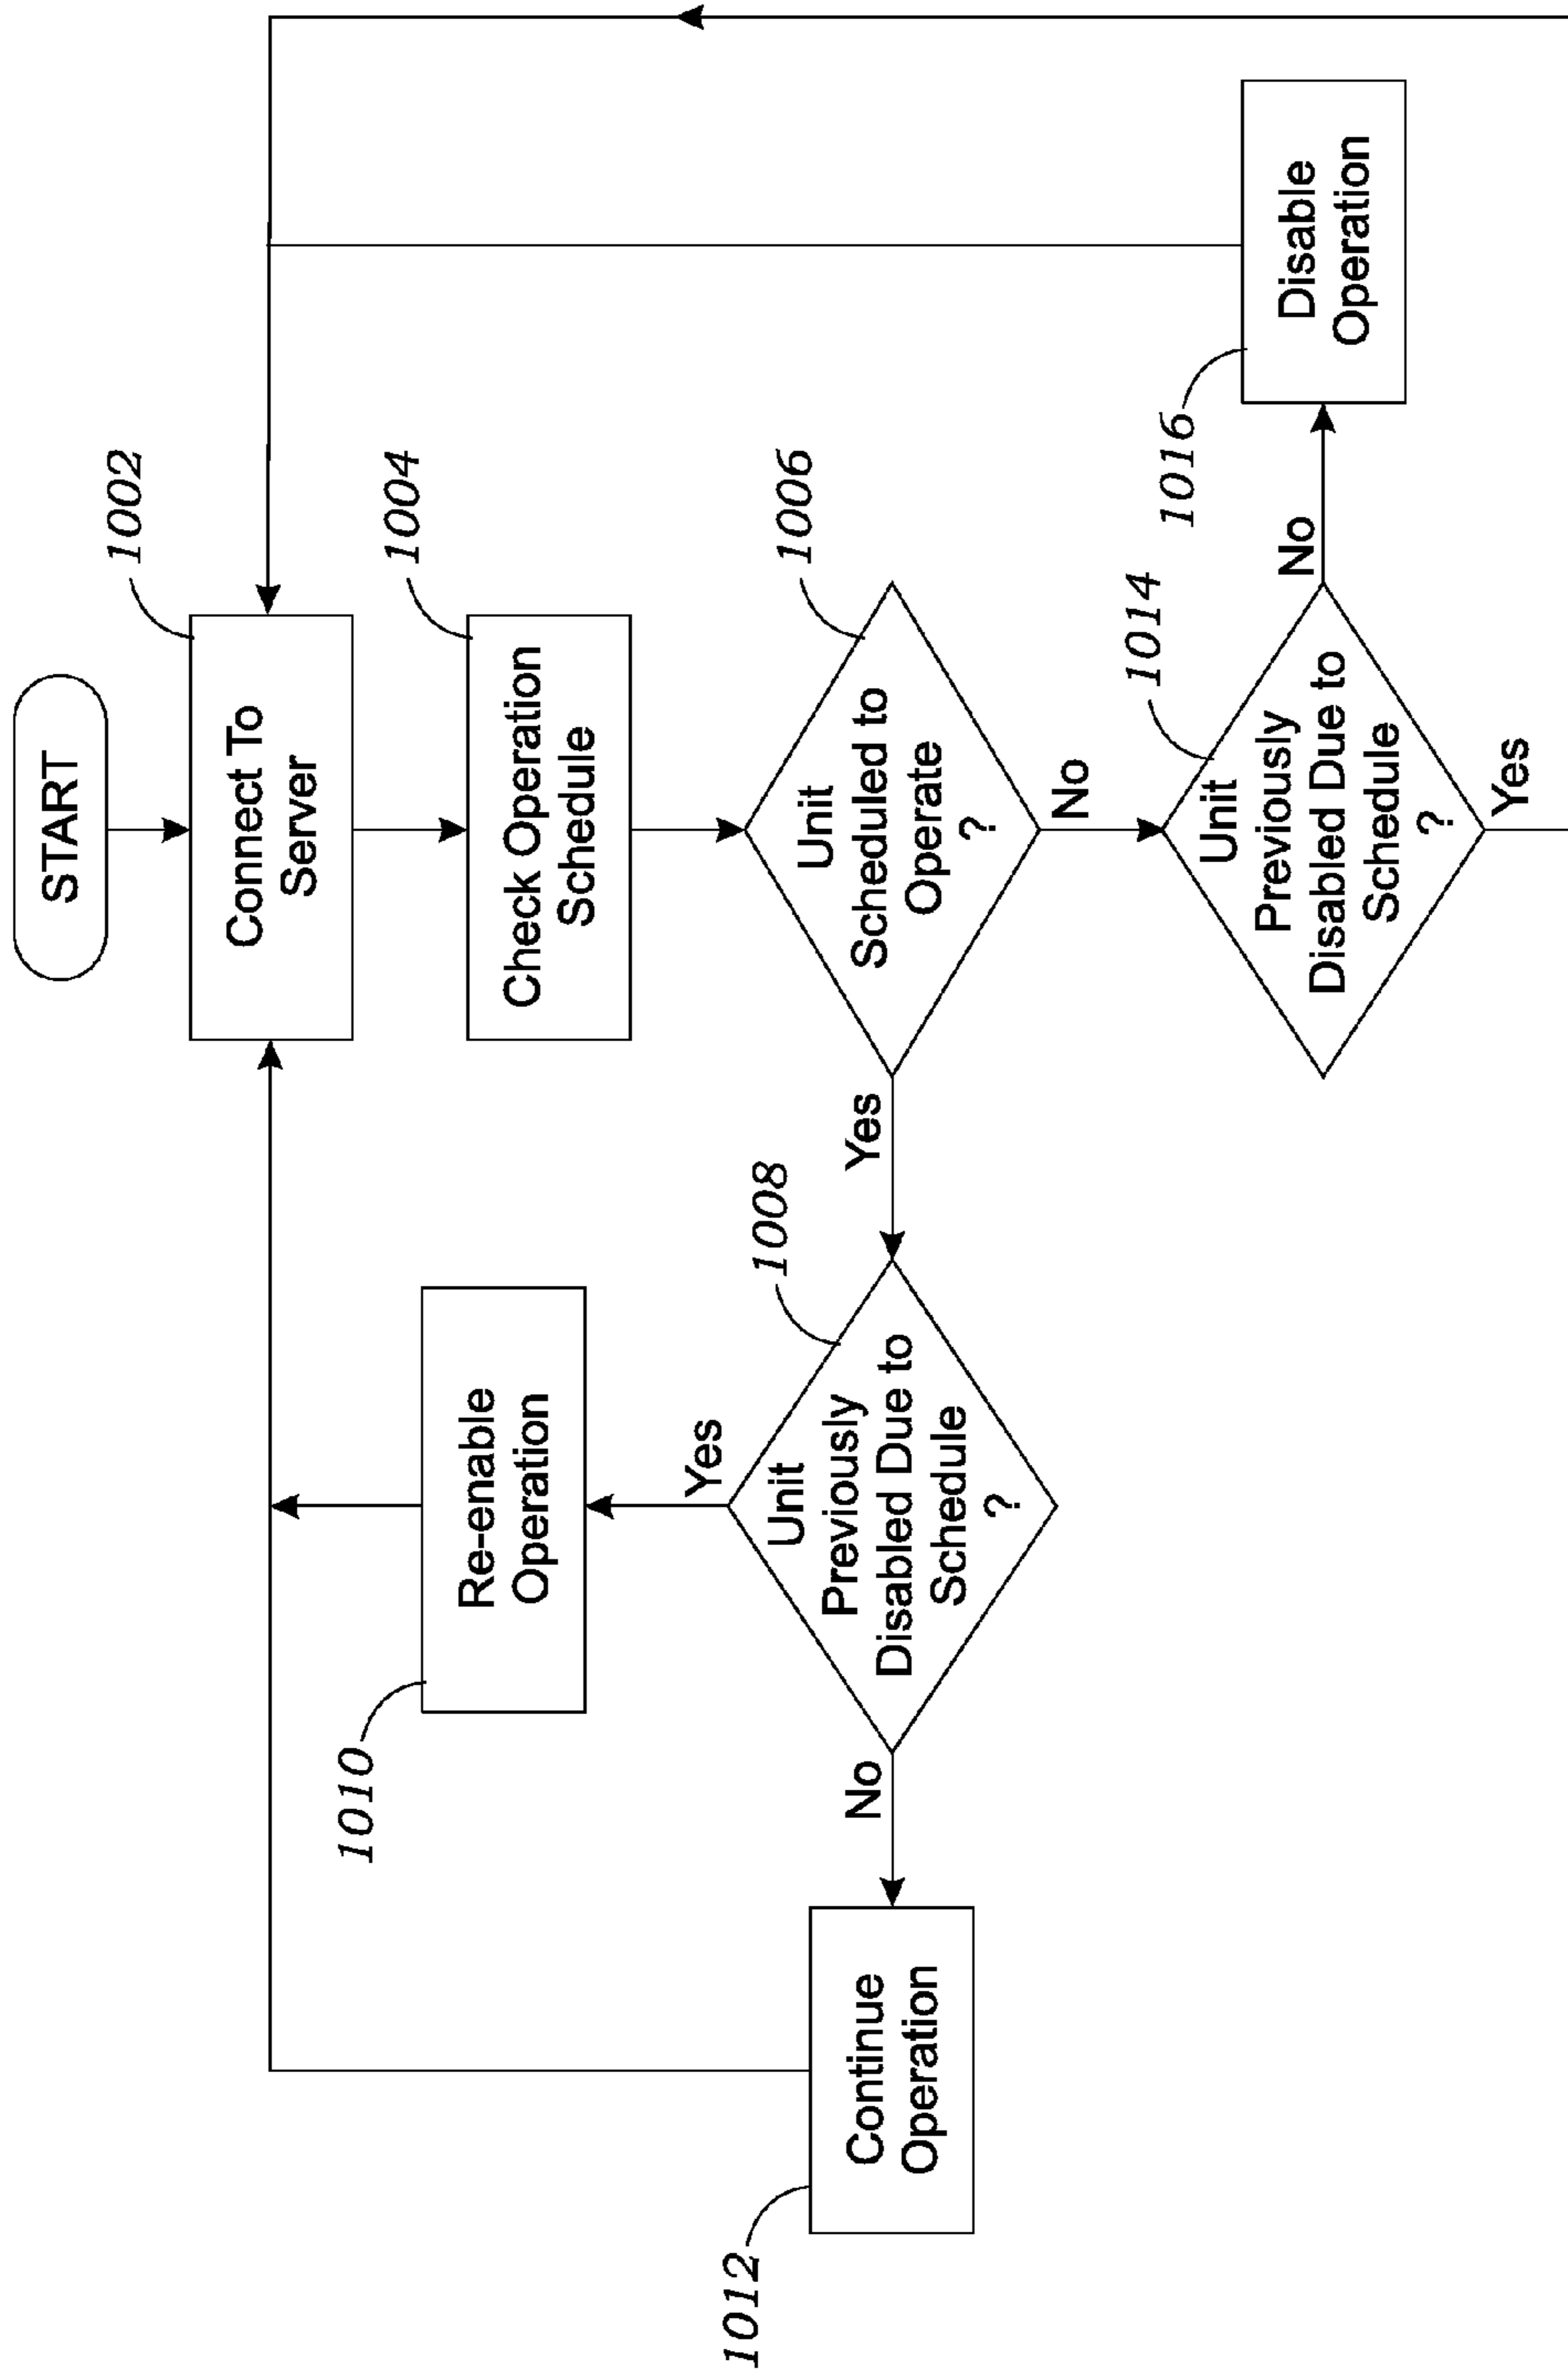 START
1002
Connect To
Server
1004
Check Operation
Schedule
1006
Unit
Scheduled to
Operate
?
Yes
No
1008
Unit
Previously
Disabled Due to
Schedule
?
Yes
No
1010
Re-enable
Operation
1012
Continue
Operation
1014
Unit
Previously
Disabled Due to
Schedule
?
No
Yes
1016
Disable
Operation